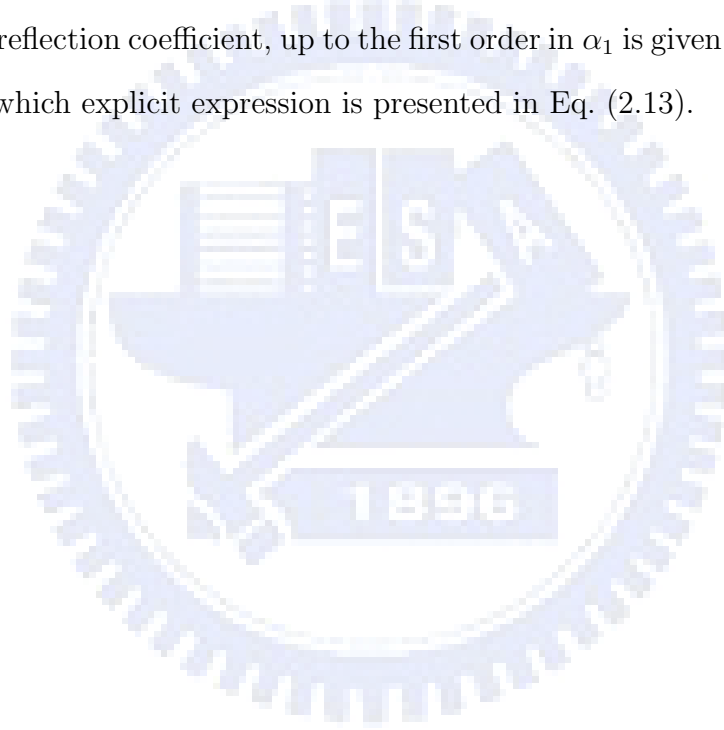 reflection coefficient, up to the first order in α₁ is given
which explicit expression is presented in Eq. (2.13).
E S A
1896